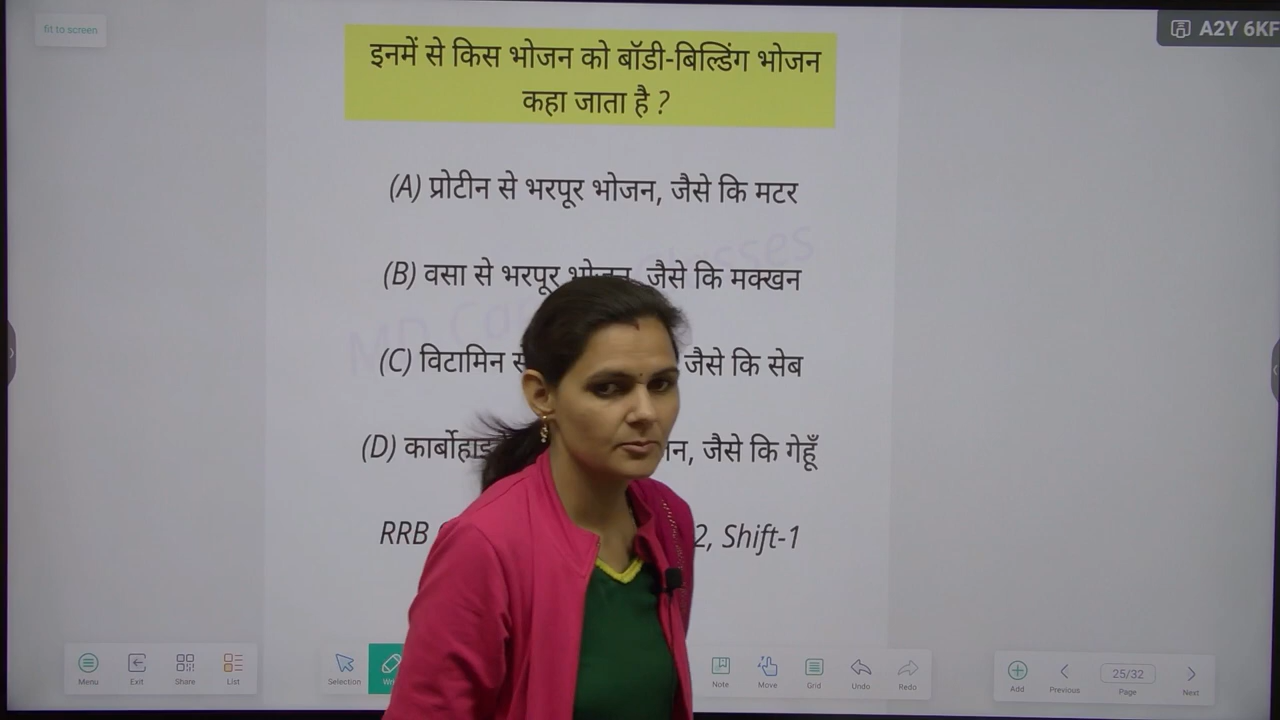 fit to screen
A2Y 6KF
इनमें से किस भोजन को बॉडी-बिल्डिंग भोजन
कहा जाता है ?
(A) प्रोटीन से भरपूर भोजन, जैसे कि मटर
(B) वसा से भरपूर भोजन, जैसे कि मक्खन
(C) विटामिन जैसे कि सेब
(D) जैसे कि गेहूँ
RRB Shift-1
Menu
Exit
Share
List
Selection
Note
Move
Grid
Undo
Redo
Add
Previous
25/32
Page
Next